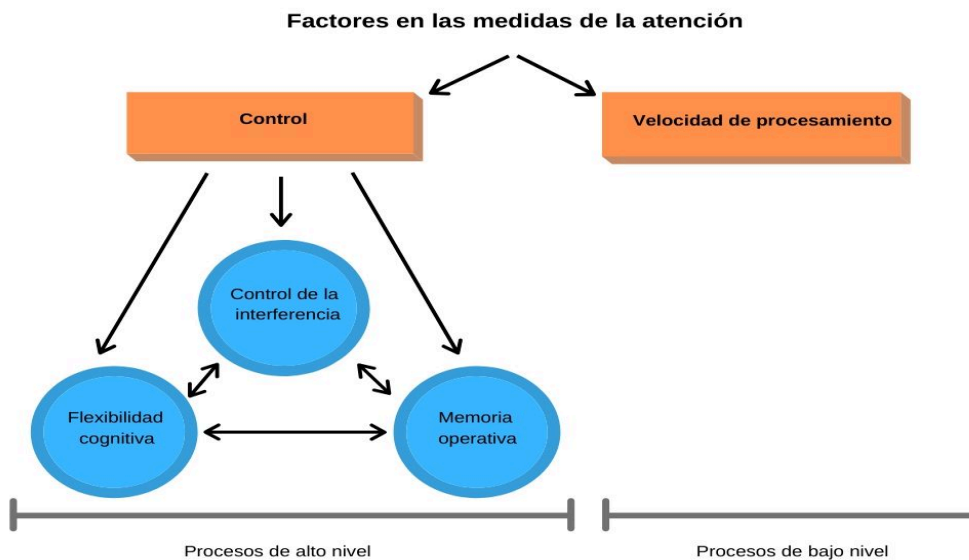 Factores en las medidas de la atención
Control
Velocidad de procesamiento
Control de la
interferencia
Flexibilidad
cognitiva
Memoria
operativa
Procesos de alto nivel
Procesos de bajo nivel